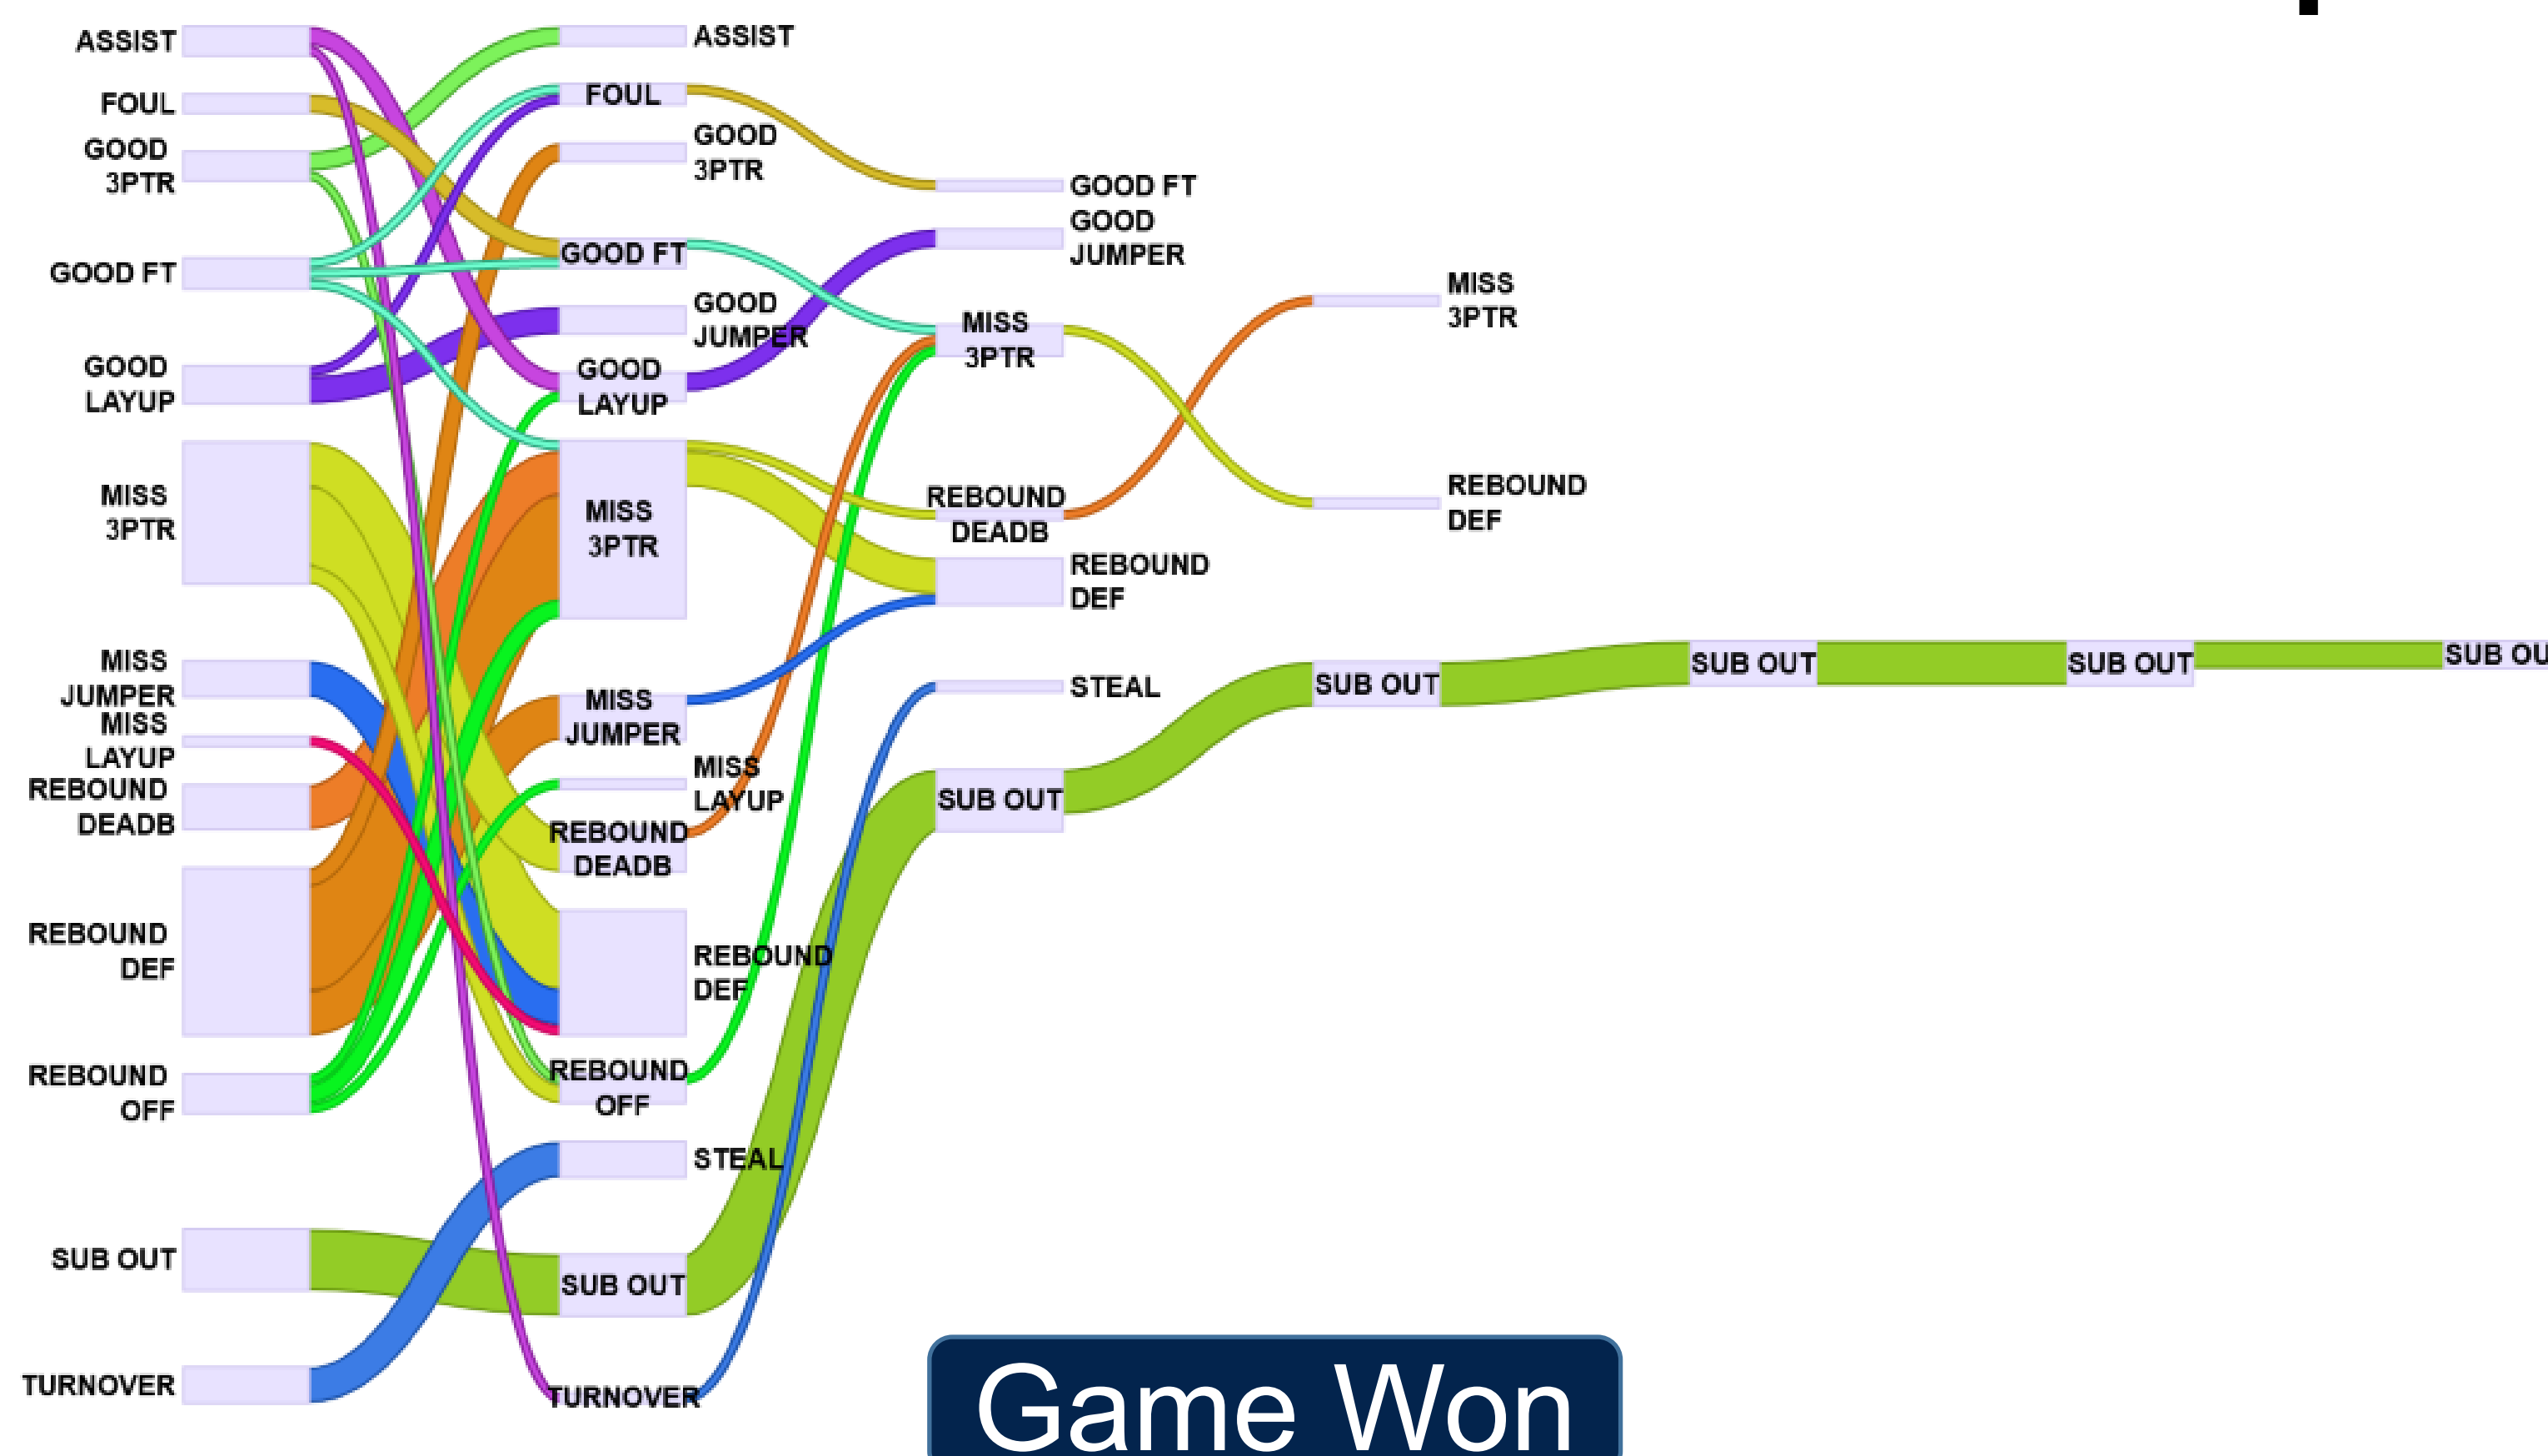 ASSIST
FOUL
GOOD
3PTR
GOOD FT
GOOD
LAYUP
MISS
3PTR
MISS
JUMPER
MISS
LAYUP
REBOUND
DEADB
REBOUND
DEF
REBOUND
OFF
SUB OUT
TURNOVER
ASSIST
FOUL
GOOD
3PTR
GOOD FT
GOOD
JUMPER
GOOD
LAYUP
MISS
3PTR
MISS
JUMPER
MISS
LAYUP
REBOUND
DEADB
REBOUND
DEF
REBOUND
OFF
STEAL
SUB OUT
TURNOVER
GOOD FT
GOOD
JUMPER
MISS
3PTR
REBOUND
DEADB
REBOUND
DEF
STEAL
SUB OUT
MISS
3PTR
REBOUND
DEF
SUB OUT
SUB OUT
SUB OUT
SUB OU
Game Won